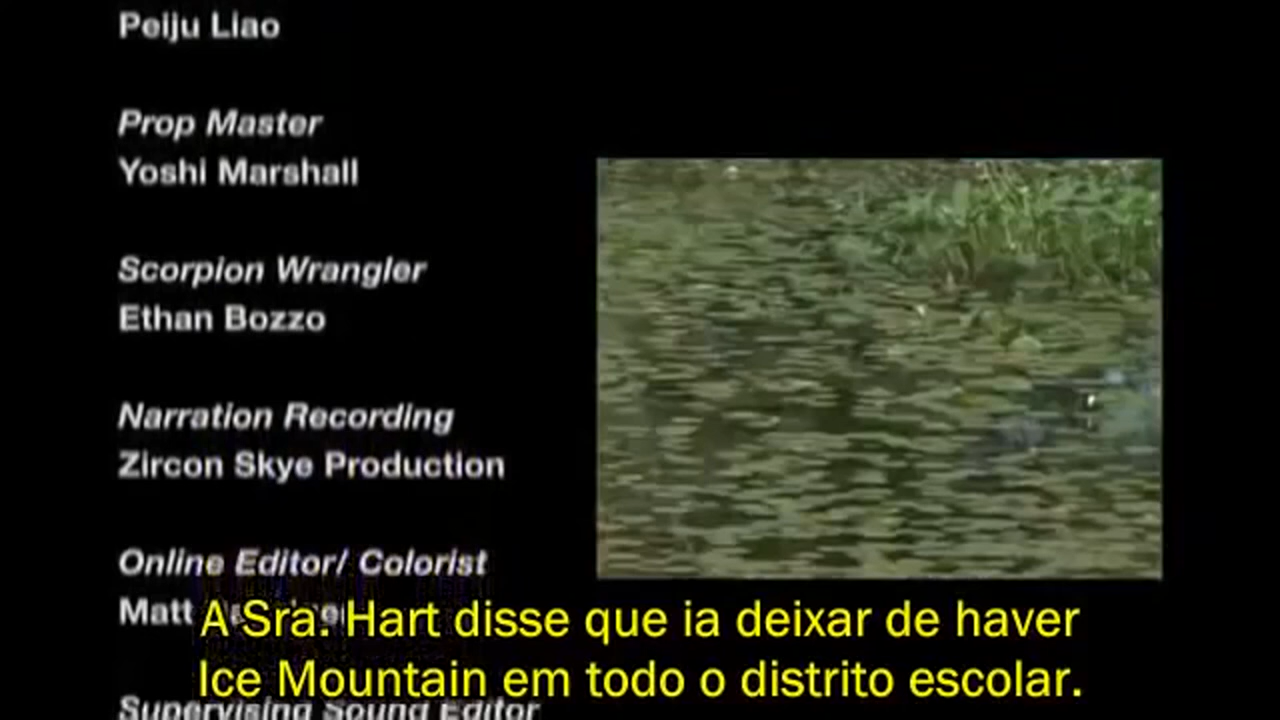 Peiju Liao
Prop Master
Yoshi Marshall
Scorpion Wrangler
Ethan Bozzo
Narration Recording
Zircon Skye Production
Online Editor/ Colorist
Matt
A Sra. Hart disse que ia deixar de haver
Ice Mountain em todo o distrito escolar.
Supervising Sound Editor